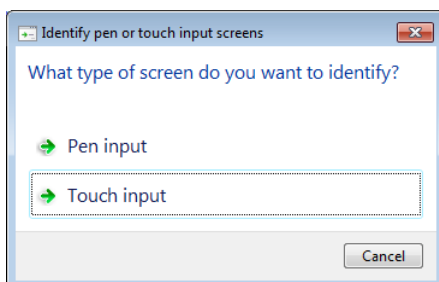 Identify pen or touch input screens
What type of screen do you want to identify?
Pen input
Touch input
Cancel